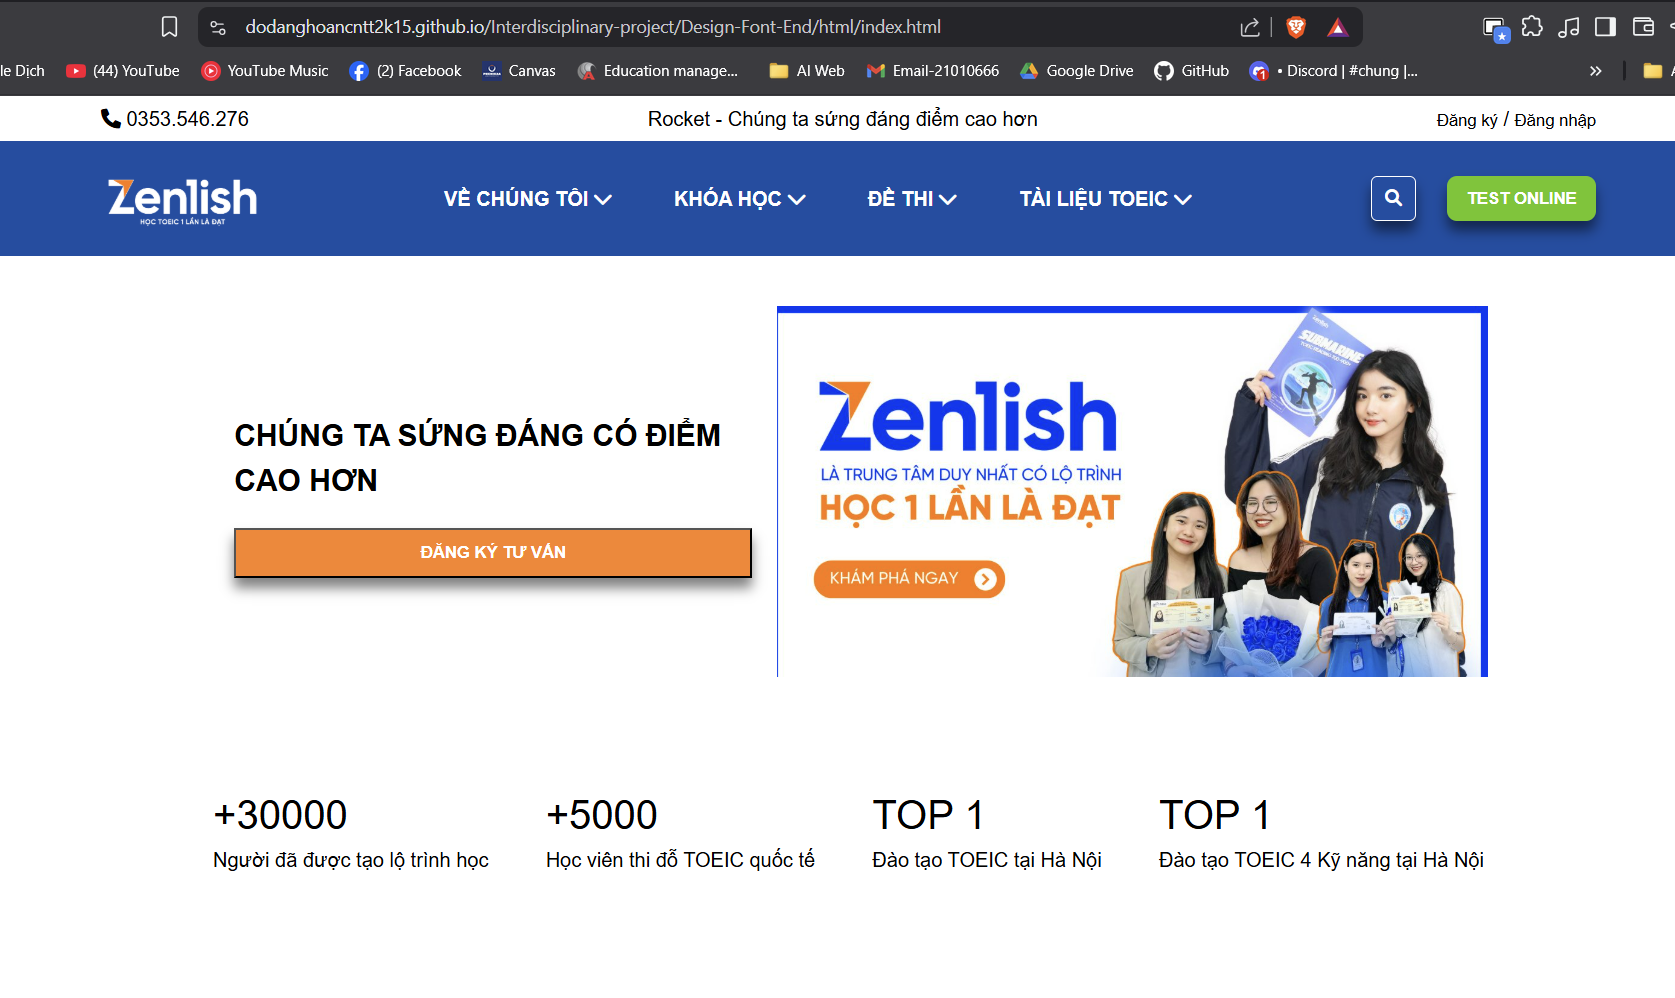 dodanghoancntt2k15.github.io/Interdisciplinary-project/Design-Font-End/html/index.html
le Dịch (44) YouTube YouTube Music (2) Facebook Canvas Education manage... AI Web Email-21010666 Google Drive GitHub • Discord | #chung |...
0353.546.276 Rocket - Chúng ta sứng đáng điểm cao hơn Đăng ký / Đăng nhập
Zenlish
HỌC TOEIC 1 LẦN LÀ ĐẠT
VỀ CHÚNG TÔI KHÓA HỌC ĐỀ THI TÀI LIỆU TOEIC TEST ONLINE
CHÚNG TA SỨNG ĐÁNG CÓ ĐIỂM
CAO HƠN
ĐĂNG KÝ TƯ VẤN
Zenlish
LÀ TRUNG TÂM DUY NHẤT CÓ LỘ TRÌNH
HỌC 1 LẦN LÀ ĐẠT
KHÁM PHÁ NGAY
SUBMARINE
+30000
Người đã được tạo lộ trình học
+5000
Học viên thi đỗ TOEIC quốc tế
TOP 1
Đào tạo TOEIC tại Hà Nội
TOP 1
Đào tạo TOEIC 4 Kỹ năng tại Hà Nội